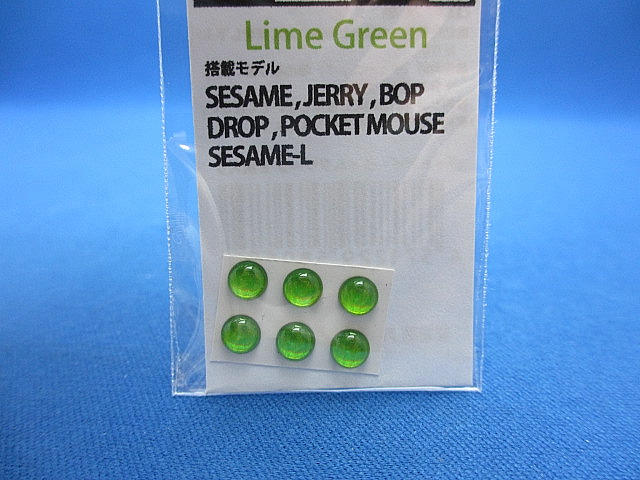 Lime Green
搭載モデル
SESAME , JERRY , BOP
DROP , POCKET MOUSE
SESAME-L